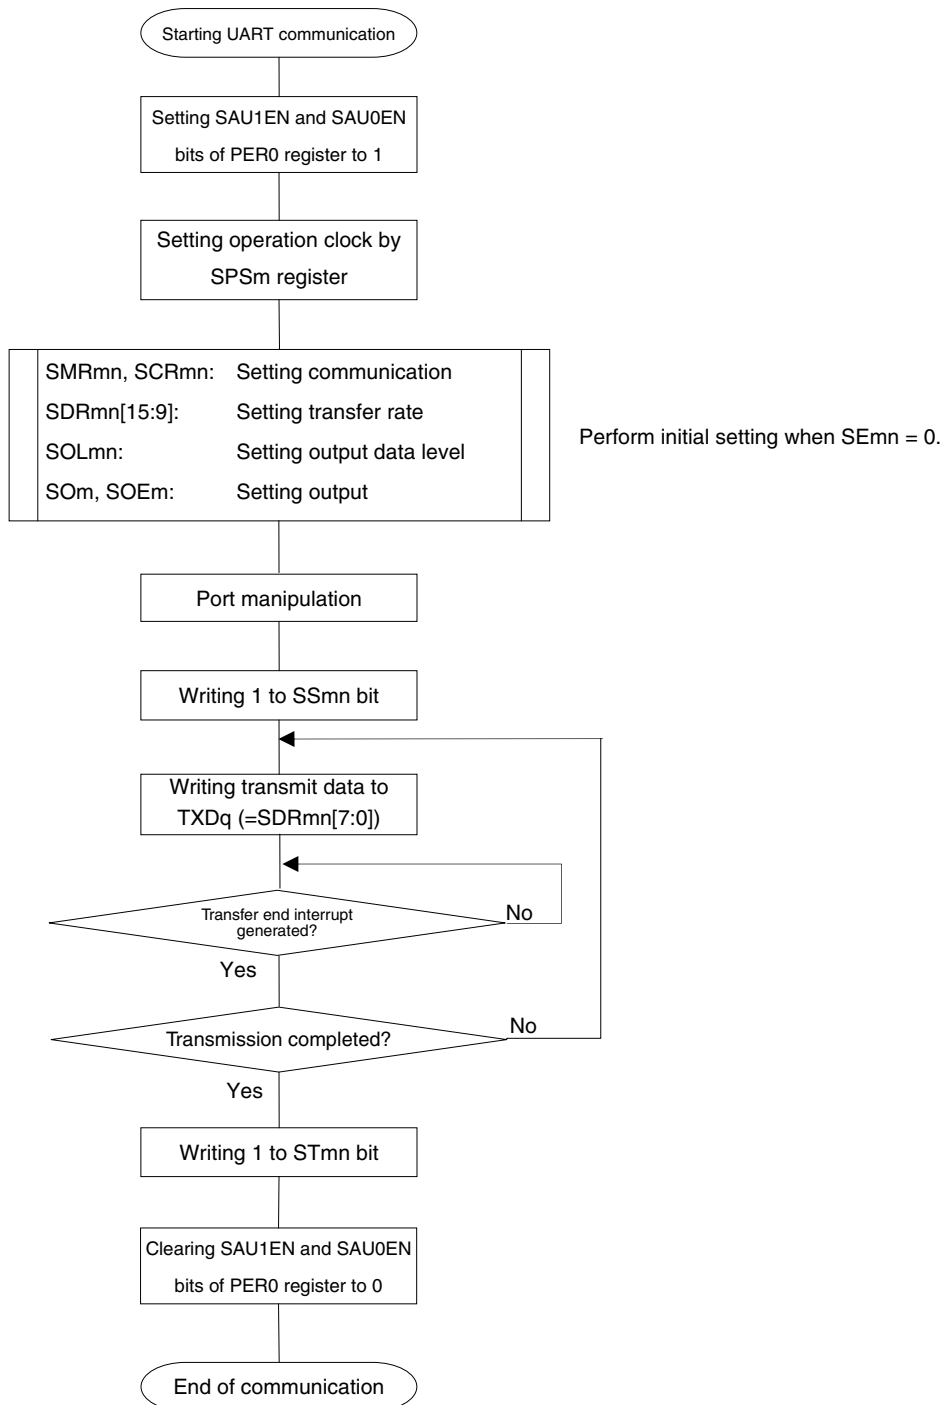 Starting UART communication
Setting SAU1EN and SAU0EN
bits of PER0 register to 1
Setting operation clock by
SPSm register
SMRmn, SCRmn: Setting communication
SDRmn[15:9]: Setting transfer rate
SOLmn: Setting output data level
SOm, SOEm: Setting output
Perform initial setting when SEmn = 0.
Port manipulation
Writing 1 to SSmn bit
Writing transmit data to
TXDq (=SDRmn[7:0])
Transfer end interrupt
generated?
No
Yes
Transmission completed?
No
Yes
Writing 1 to STmn bit
Clearing SAU1EN and SAU0EN
bits of PER0 register to 0
End of communication